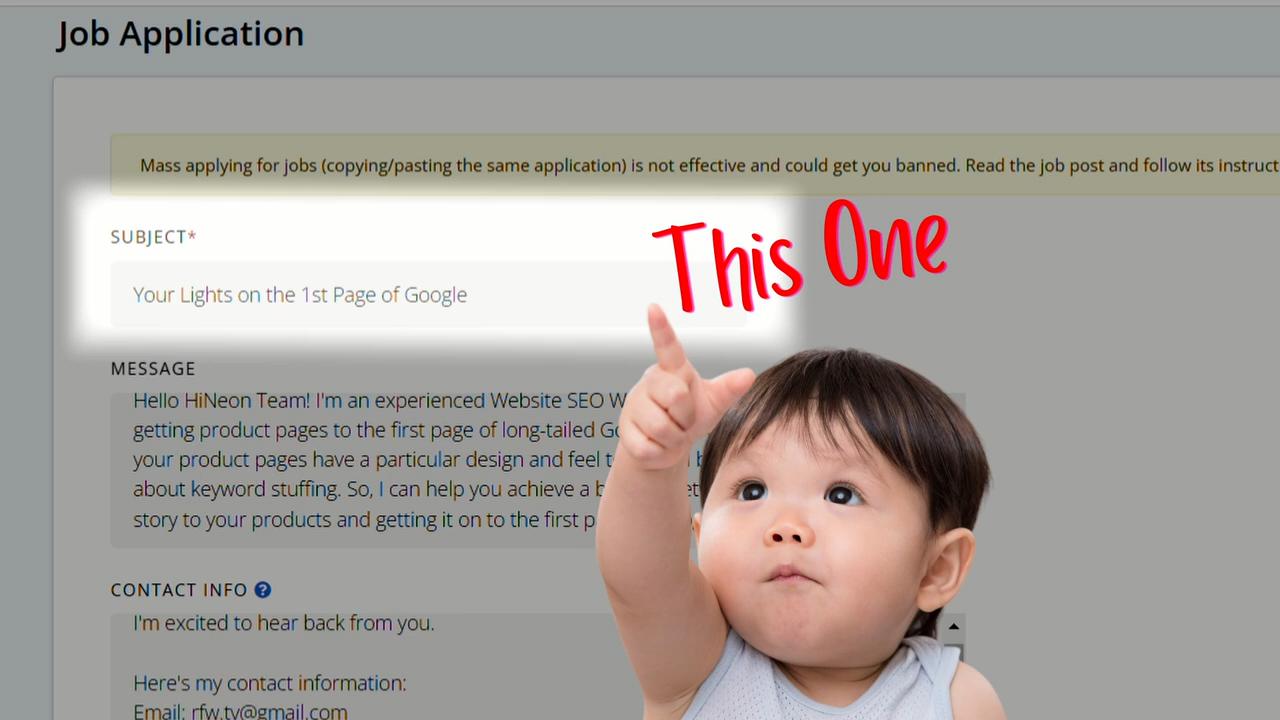 Job Application
Mass applying for jobs (copying/pasting the same application) is not effective and could get you banned. Read the job post and follow its
SUBJECT*
Your Lights on the 1st Page of Google
This One
MESSAGE
Hello HiNeon Team! I'm an experienced Website SEO
getting product pages to the first page of long-tailed
your product pages have a particular design and feel
about keyword stuffing. So, I can help you achieve a
story to your products and getting it on to the first
CONTACT INFO ?
I'm excited to hear back from you.
Here's my contact information:
Email: rfw.tv@gmail.com